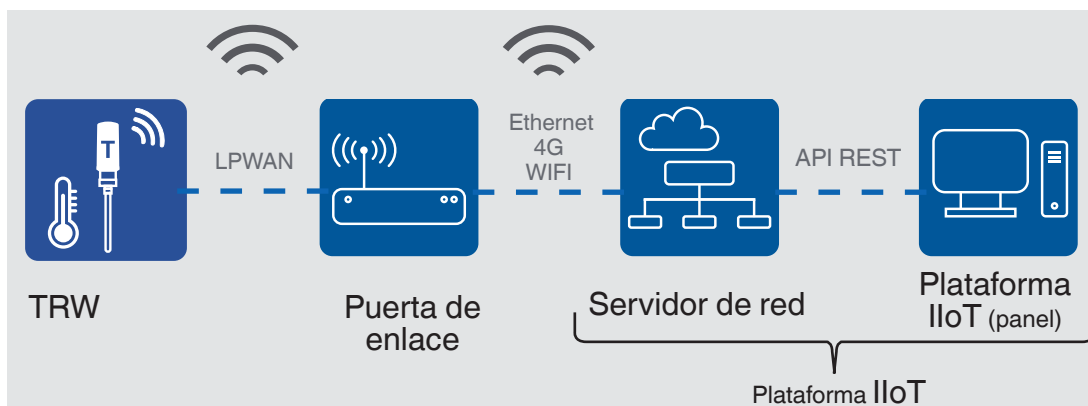 T
LPWAN
Ethernet
4G
WIFI
API REST
TRW
Puerta de
enlace
Servidor de red
Plataforma
IIoT (panel)
Plataforma IIoT